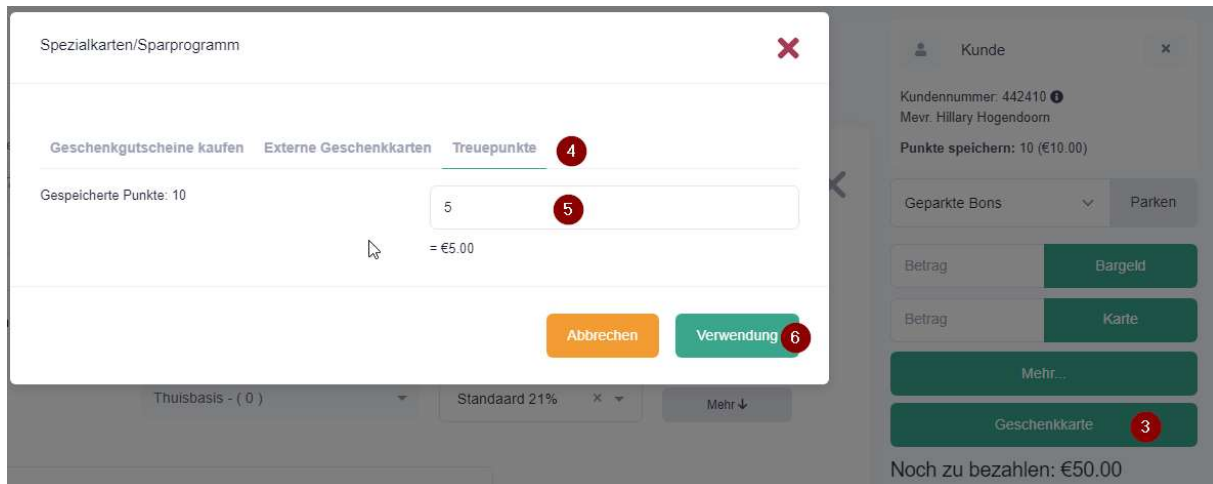 Spezialkarten/Sparprogramm
Geschenkgutscheine kaufen Externe Geschenkkarten Treuepunkte 4
Gespeicherte Punkte: 10
5 5
= €5.00
Abbrechen Verwendung 6
Thuisbasis - ( 0 ) Standaard 21% × Mehr
Kunde ×
Kundennummer: 442410
Mevr. Hillary Hogendoorn
Punkte speichern: 10 (€10.00)
Geparkte Bons Parken
Betrag Bargeld
Betrag Karte
Mehr...
Geschenkkarte 3
Noch zu bezahlen: €50.00